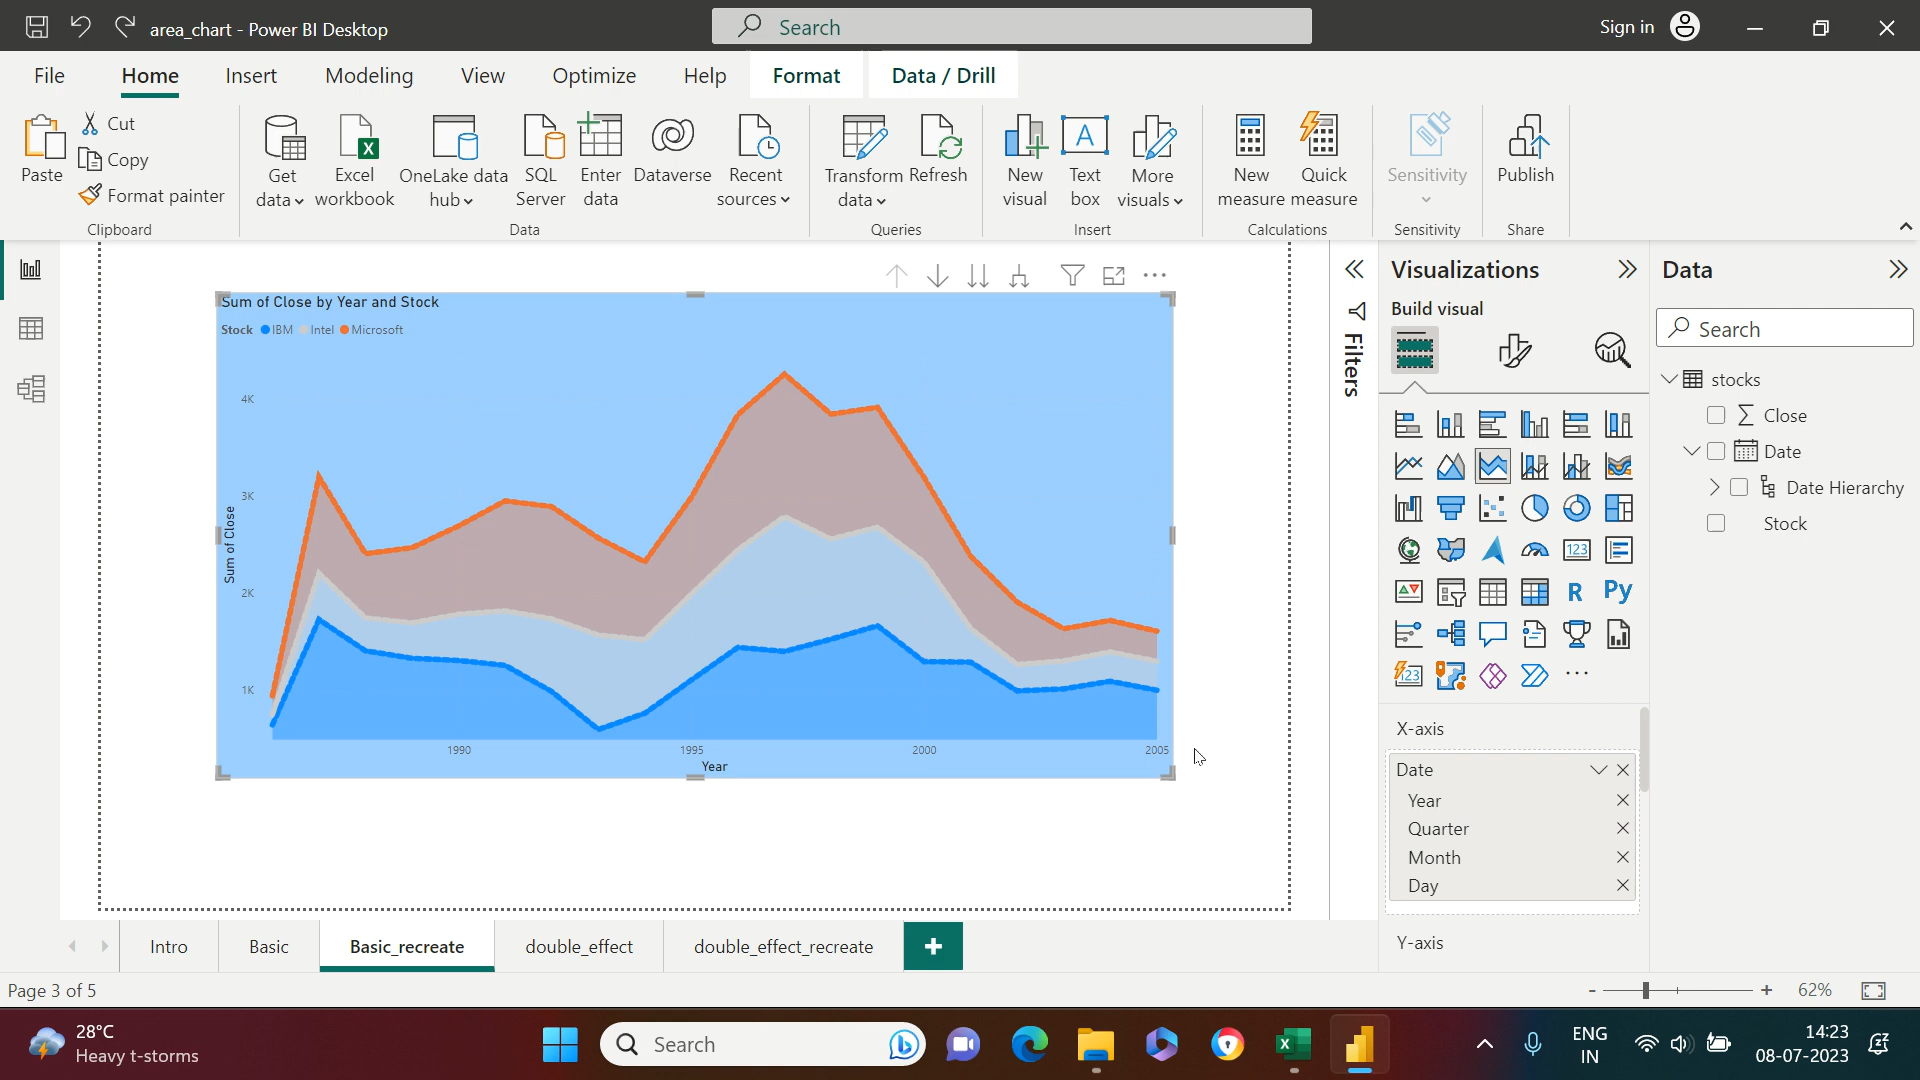 area_chart - Power BI Desktop
Search
Sign in
File Home Insert Modeling View Optimize Help Format Data / Drill
Paste
Cut
Copy
Format painter
Clipboard
Get data
Excel workbook
OneLake data hub
SQL Server
Enter data
Dataverse
Recent sources
Data
Transform data
Refresh
Queries
New visual
Text box
More visuals
Insert
New measure
Quick measure
Calculations
Sensitivity
Sensitivity
Publish
Share
Sum of Close by Year and Stock
Stock IBM Intel Microsoft
4K
3K
2K
1K
Sum of Close
1990 1995 2000 2005
Year
Filters
Visualizations
Build visual
123
R
Py
123
X-axis
Date
Year
Quarter
Month
Day
Y-axis
Data
Search
stocks
Close
Date
Date Hierarchy
Stock
Intro Basic Basic_recreate double_effect double_effect_recreate
Page 3 of 5
62%
28°C
Heavy t-storms
Search
ENG
IN
14:23
08-07-2023